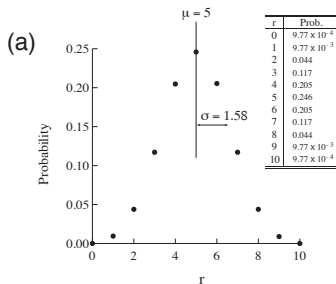 (a)
μ = 5
σ = 1.58
Probability
0.25
0.20
0.15
0.10
0.05
0.00
0 2 4 6 8 10
r
r Prob.
0 9.77 x 10⁻⁴
1 9.77 x 10⁻³
2 0.044
3 0.117
4 0.205
5 0.246
6 0.205
7 0.117
8 0.044
9 9.77 x 10⁻³
10 9.77 x 10⁻⁴